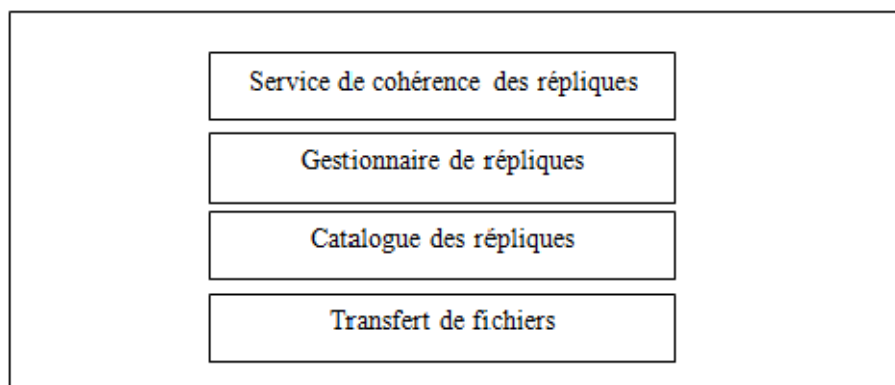 Service de cohérence des répliques
Gestionnaire de répliques
Catalogue des répliques
Transfert de fichiers